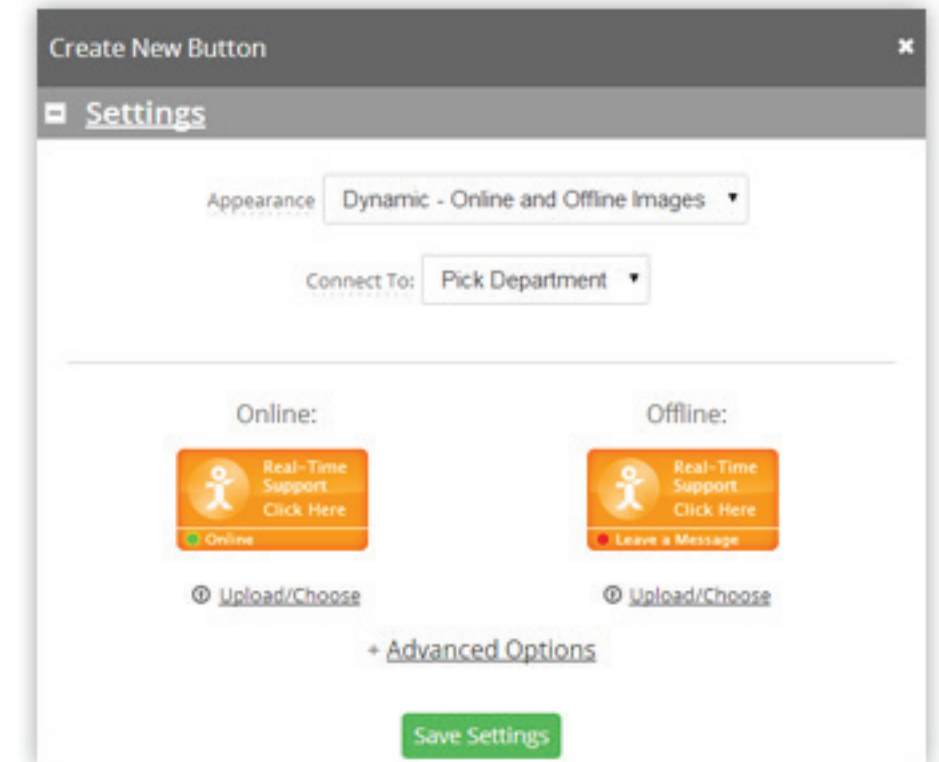 Create New Button
Settings
Appearance Dynamic - Online and Offline Images
Connect To: Pick Department
Online: Offline:
Real-Time Support Click Here
Online
Real-Time Support Click Here
Leave a Message
Upload/Choose Upload/Choose
+ Advanced Options
Save Settings